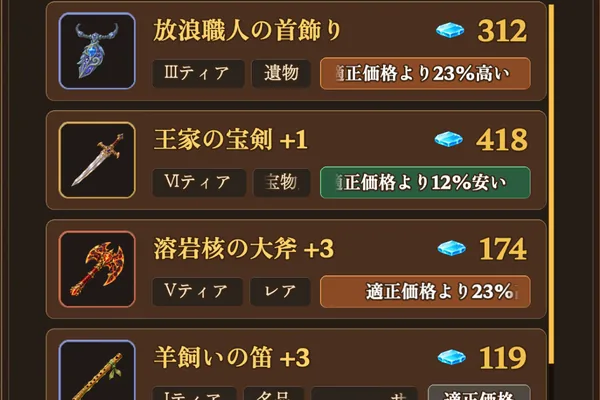 放浪職人の首飾り 312
IIIティア 遺物 適正価格より23%高い
王家の宝剣 +1 418
VIティア 宝物 適正価格より12%安い
溶岩核の大斧 +3 174
Vティア レア 適正価格より23%
羊飼いの笛 +3 119
Iティア 名品 適正価格